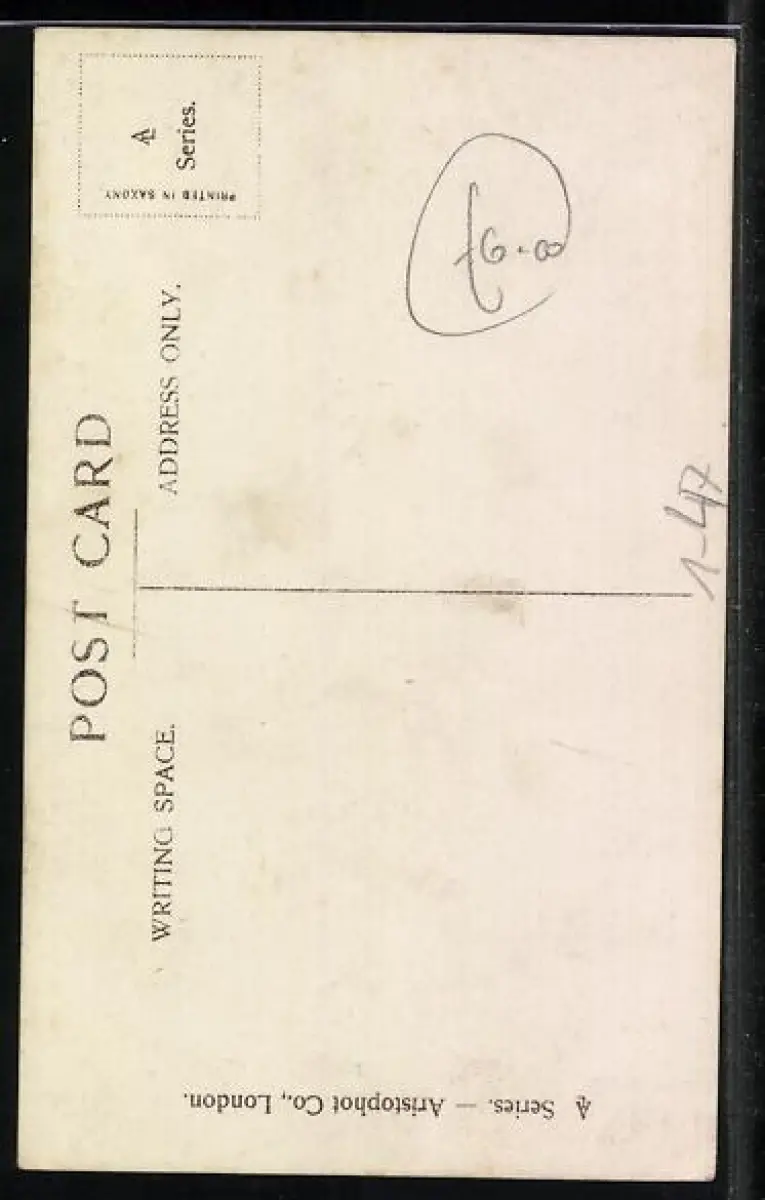 POST CARD
WRITING SPACE.
ADDRESS ONLY.
A
Series.
PRINTED IN SAXONY.
£6.00
1-47
A Series. — Aristophot Co., London.